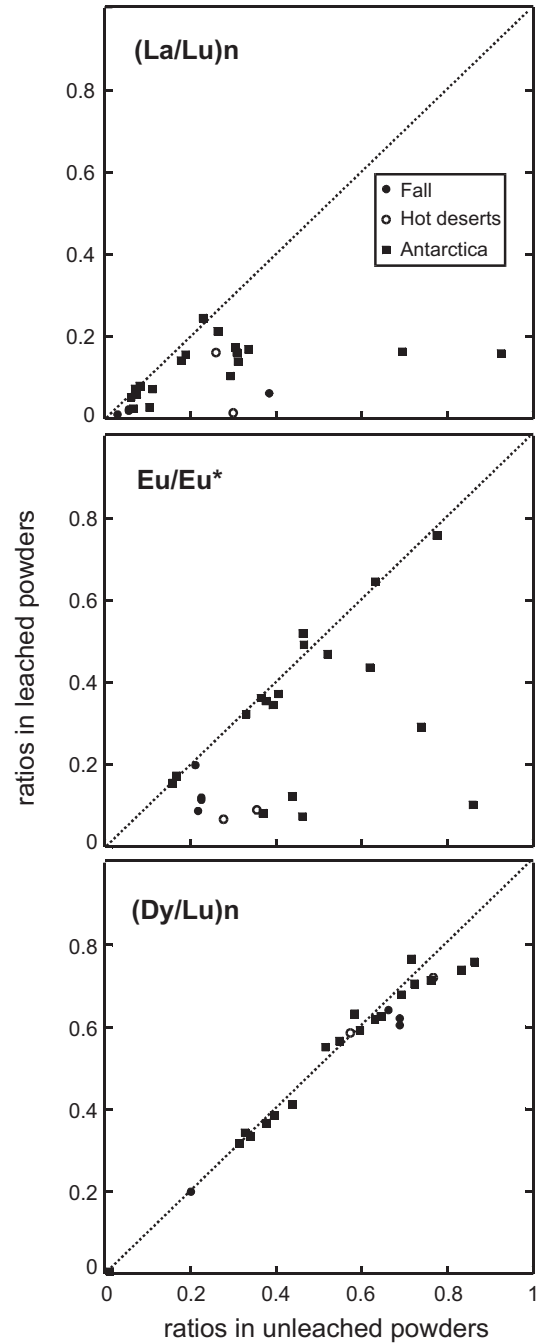 (La/Lu)n
0.8
0.6
0.4
0.2
0
Fall
Hot deserts
Antarctica
Eu/Eu*
0.8
0.6
0.4
0.2
0
ratios in leached powders
(Dy/Lu)n
0.8
0.6
0.4
0.2
0
0 0.2 0.4 0.6 0.8 1
ratios in unleached powders